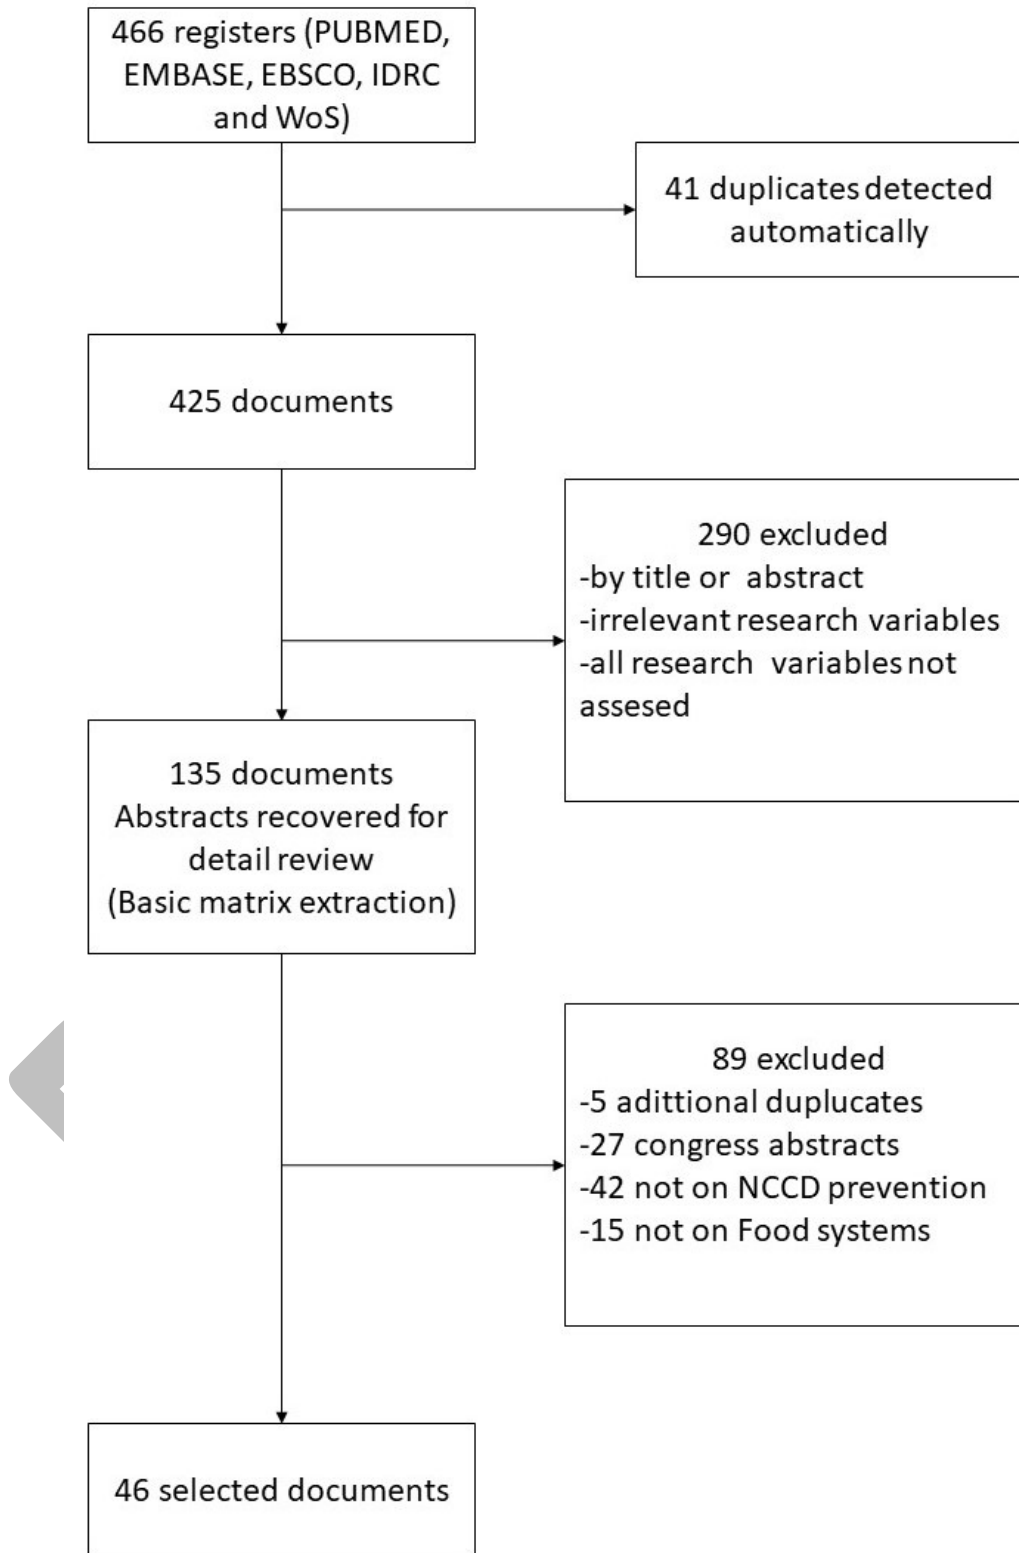 466 registers (PUBMED,
EMBASE, EBSCO, IDRC
and WoS)
41 duplicates detected
automatically
425 documents
290 excluded
-by title or abstract
-irrelevant research variables
-all research variables not
assesed
135 documents
Abstracts recovered for
detail review
(Basic matrix extraction)
89 excluded
-5 adittional duplucates
-27 congress abstracts
-42 not on NCCD prevention
-15 not on Food systems
46 selected documents